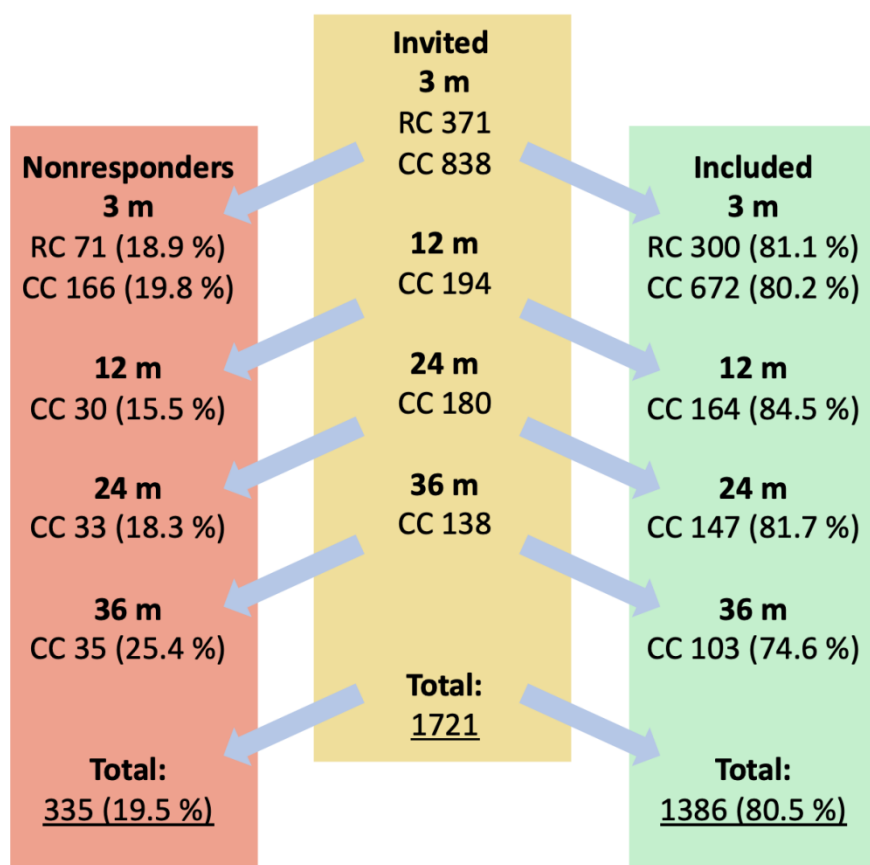 Invited
3 m
RC 371
CC 838
12 m
CC 194
24 m
CC 180
36 m
CC 138
Total:
1721
Nonresponders
3 m
RC 71 (18.9 %)
CC 166 (19.8 %)
12 m
CC 30 (15.5 %)
24 m
CC 33 (18.3 %)
36 m
CC 35 (25.4 %)
Total:
335 (19.5 %)
Included
3 m
RC 300 (81.1 %)
CC 672 (80.2 %)
12 m
CC 164 (84.5 %)
24 m
CC 147 (81.7 %)
36 m
CC 103 (74.6 %)
Total:
1386 (80.5 %)